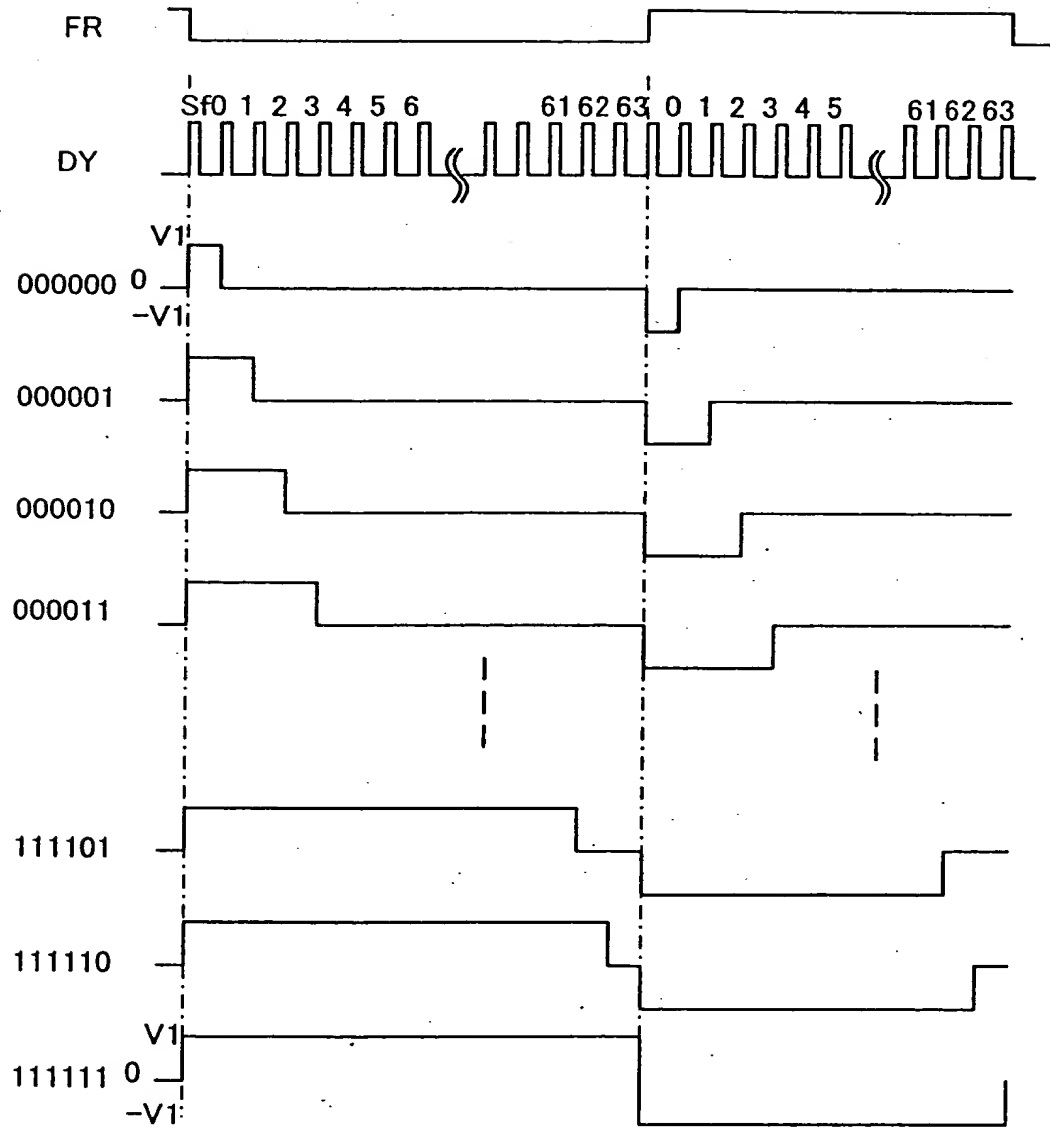 FR
Sf0 1 2 3 4 5 6 61 62 63 0 1 2 3 4 5 61 62 63
DY
V1
000000 0
-V1
000001
000010
000011
111101
111110
V1
111111 0
-V1